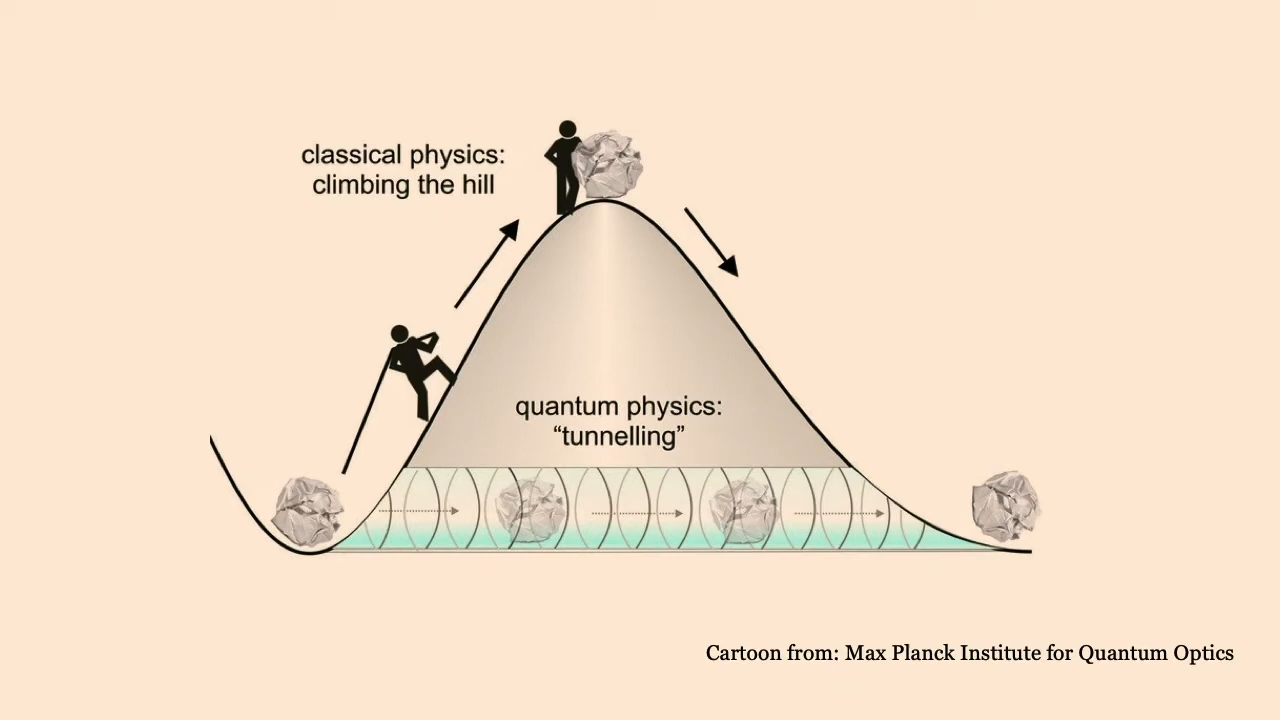 classical physics:
climbing the hill
quantum physics:
“tunnelling”
Cartoon from: Max Planck Institute for Quantum Optics